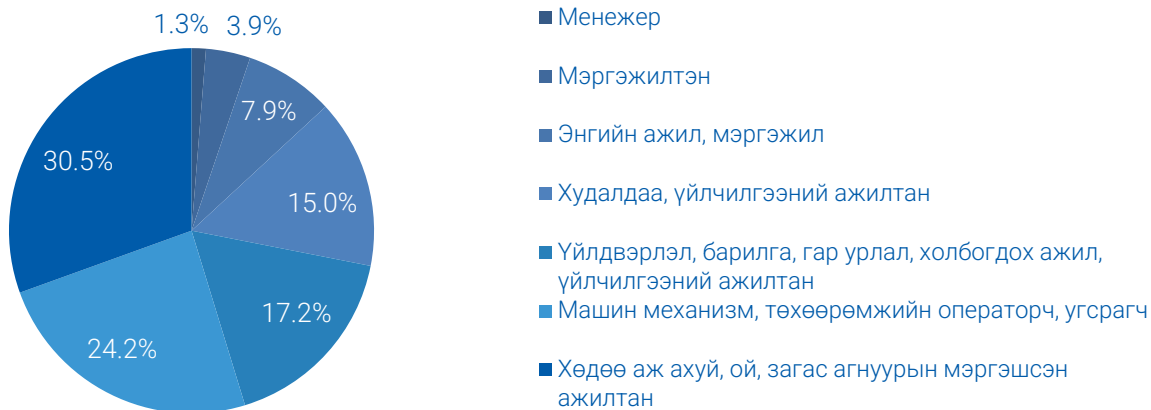 1.3% 3.9%
7.9%
30.5%
15.0%
17.2%
24.2%
Менежер
Мэргэжилтэн
Энгийн ажил, мэргэжил
Худалдаа, үйлчилгээний ажилтан
Үйлдвэрлэл, барилга, гар урлал, холбогдох ажил,
үйлчилгээний ажилтан
Машин механизм, төхөөрөмжийн операторч, угсрагч
Хөдөө аж ахуй, ой, загас агнуурын мэргэшсэн
ажилтан